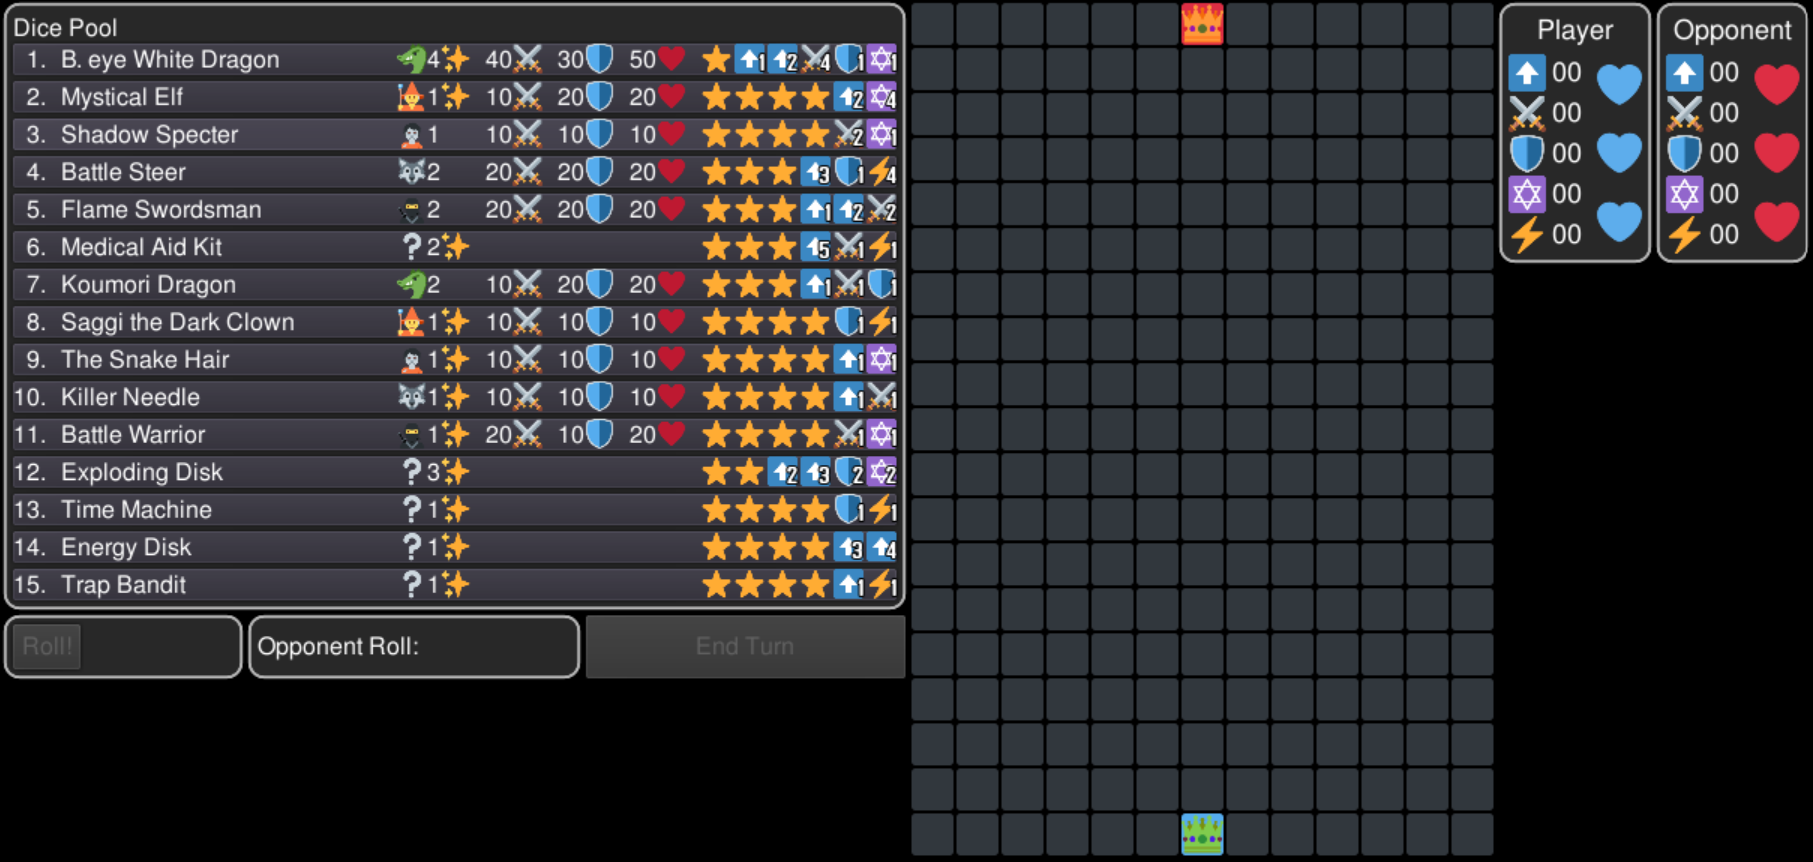 Dice Pool
1. B. eye White Dragon 4 40 30 50 1 2 4 1 1
2. Mystical Elf 1 10 20 20 2 4
3. Shadow Specter 1 10 10 10 2 1
4. Battle Steer 2 20 20 20 3 1 4
5. Flame Swordsman 2 20 20 20 1 2 2
6. Medical Aid Kit ? 2 5 1 1
7. Koumori Dragon 2 10 20 20 1 1 1
8. Saggi the Dark Clown 1 10 10 10 1 1
9. The Snake Hair 1 10 10 10 1 1
10. Killer Needle 1 10 10 10 1 1
11. Battle Warrior 1 20 10 20 1 1
12. Exploding Disk ? 3 2 3 2 2
13. Time Machine ? 1 1 1
14. Energy Disk ? 1 3 4
15. Trap Bandit ? 1 1 1
Roll!
Opponent Roll:
End Turn
Player
00
00
00
00
00
Opponent
00
00
00
00
00